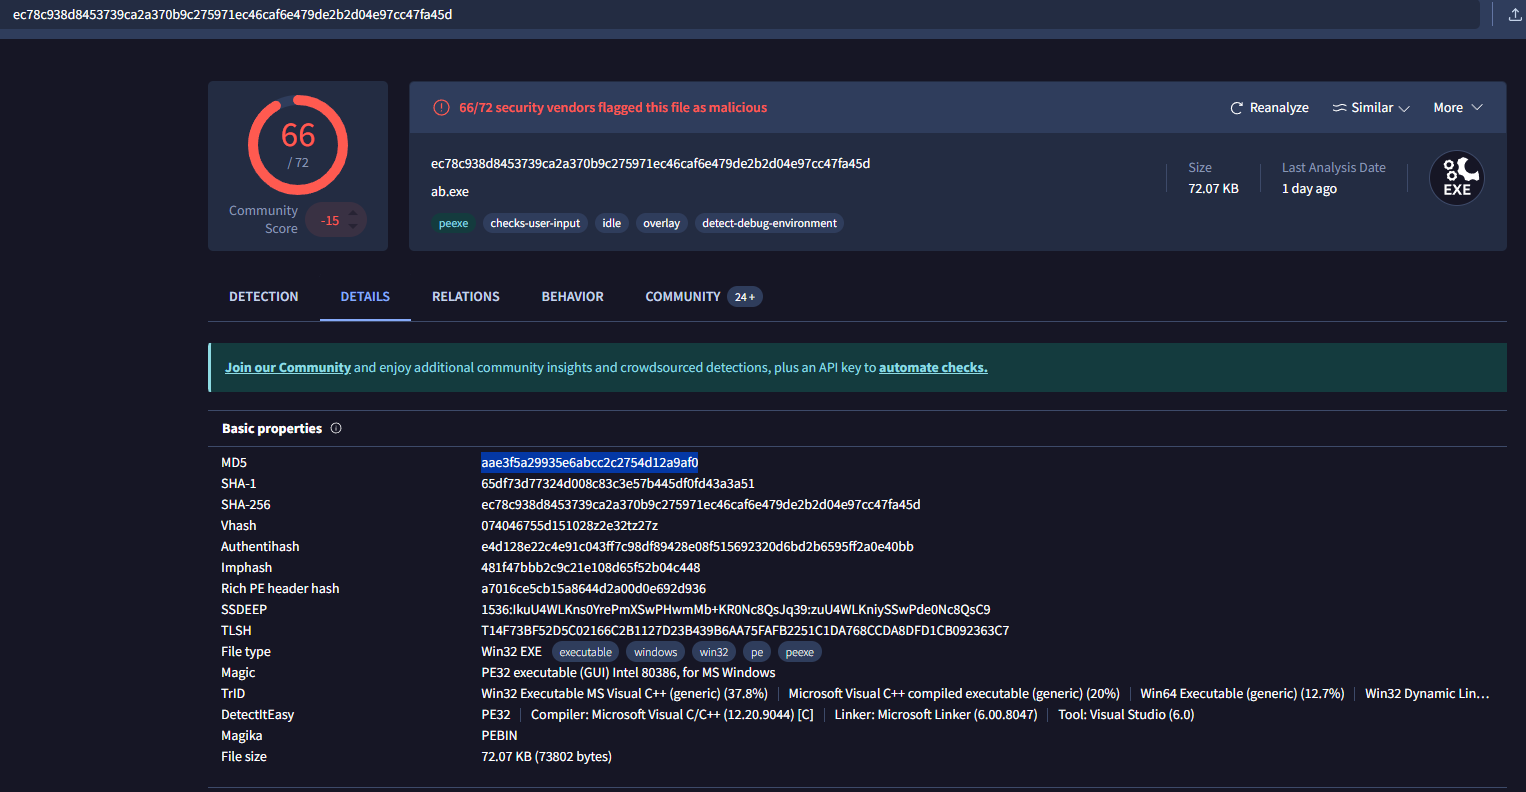 ec78c938d8453739ca2a370b9c275971ec46caf6e479de2b2d04e97cc47fa45d
66
/ 72
Community Score -15
66/72 security vendors flagged this file as malicious
Reanalyze Similar More
ec78c938d8453739ca2a370b9c275971ec46caf6e479de2b2d04e97cc47fa45d
ab.exe
peexe checks-user-input idle overlay detect-debug-environment
Size
72.07 KB
Last Analysis Date
1 day ago
EXE
DETECTION DETAILS RELATIONS BEHAVIOR COMMUNITY 24+
Join our Community and enjoy additional community insights and crowdsourced detections, plus an API key to automate checks.
Basic properties
MD5 aae3f5a29935e6abcc2c2754d12a9af0
SHA-1 65df73d77324d008c83c3e57b445df0fd43a3a51
SHA-256 ec78c938d8453739ca2a370b9c275971ec46caf6e479de2b2d04e97cc47fa45d
Vhash 074046755d151028z2e32tz27z
Authentihash e4d128e22c4e91c043ff7c98df89428e08f515692320d6bd2b6595ff2a0e40bb
Imphash 481f47bbb2c9c21e108d65f52b04c448
Rich PE header hash a7016ce5cb15a8644d2a00d0e692d936
SSDEEP 1536:IkuU4WLKns0YrePmXSwPHwmMb+KR0Nc8QsJq39:zuU4WLKniySSwPde0Nc8QsC9
TLSH T14F73BF52D5C02166C2B1127D23B439B6AA75FAFB2251C1DA768CCDA8DFD1CB092363C7
File type Win32 EXE executable windows win32 pe peexe
Magic PE32 executable (GUI) Intel 80386, for MS Windows
TrID Win32 Executable MS Visual C++ (generic) (37.8%) Microsoft Visual C++ compiled executable (generic) (20%) Win64 Executable (generic) (12.7%) Win32 Dynamic Lin…
DetectItEasy PE32 Compiler: Microsoft Visual C/C++ (12.20.9044) [C] Linker: Microsoft Linker (6.00.8047) Tool: Visual Studio (6.0)
Magika PEBIN
File size 72.07 KB (73802 bytes)